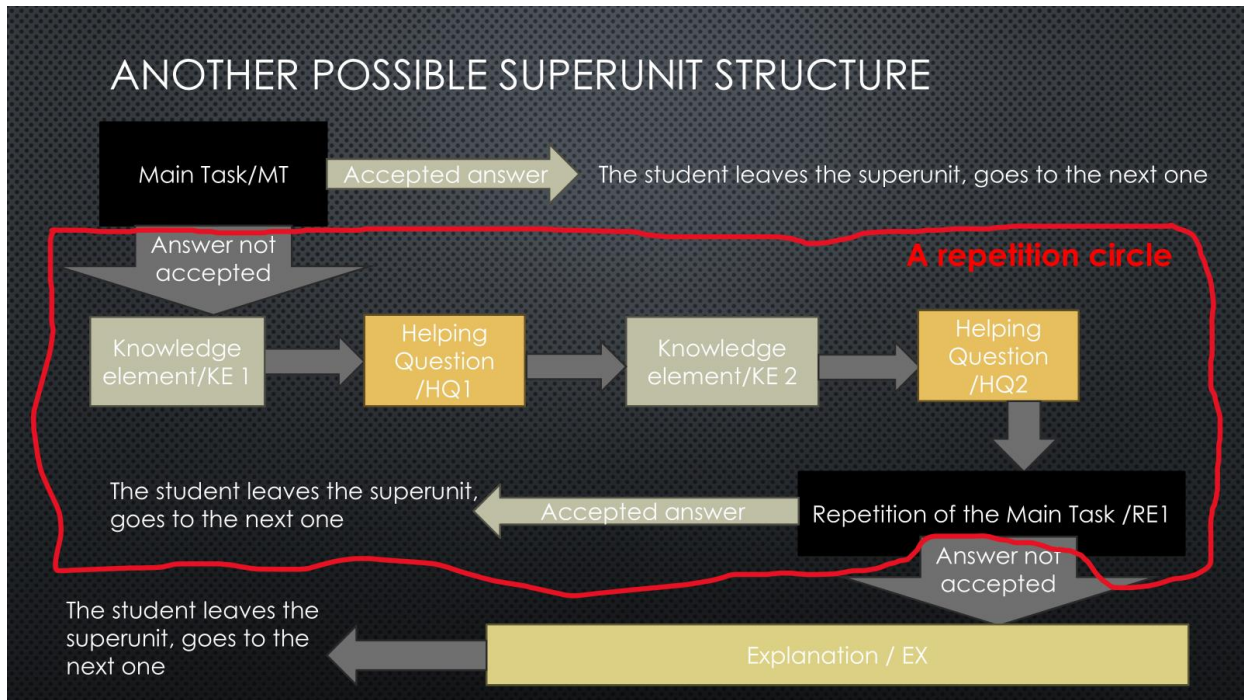 ANOTHER POSSIBLE SUPERUNIT STRUCTURE
Main Task/MT
Accepted answer
The student leaves the superunit, goes to the next one
Answer not
accepted
A repetition circle
Knowledge
element/KE 1
Helping
Question
/HQ1
Knowledge
element/KE 2
Helping
Question
/HQ2
The student leaves the superunit,
goes to the next one
Accepted answer
Repetition of the Main Task /RE1
Answer not
accepted
The student leaves the
superunit, goes to the
next one
Explanation / EX